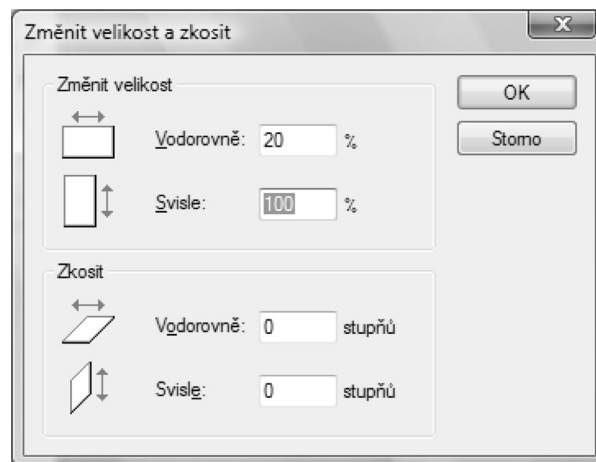 Změnit velikost a zkosit
Změnit velikost
Vodorovně: 20 %
Svisle: 100 %
OK
Storno
Zkosit
Vodorovně: 0 stupňů
Svisle: 0 stupňů